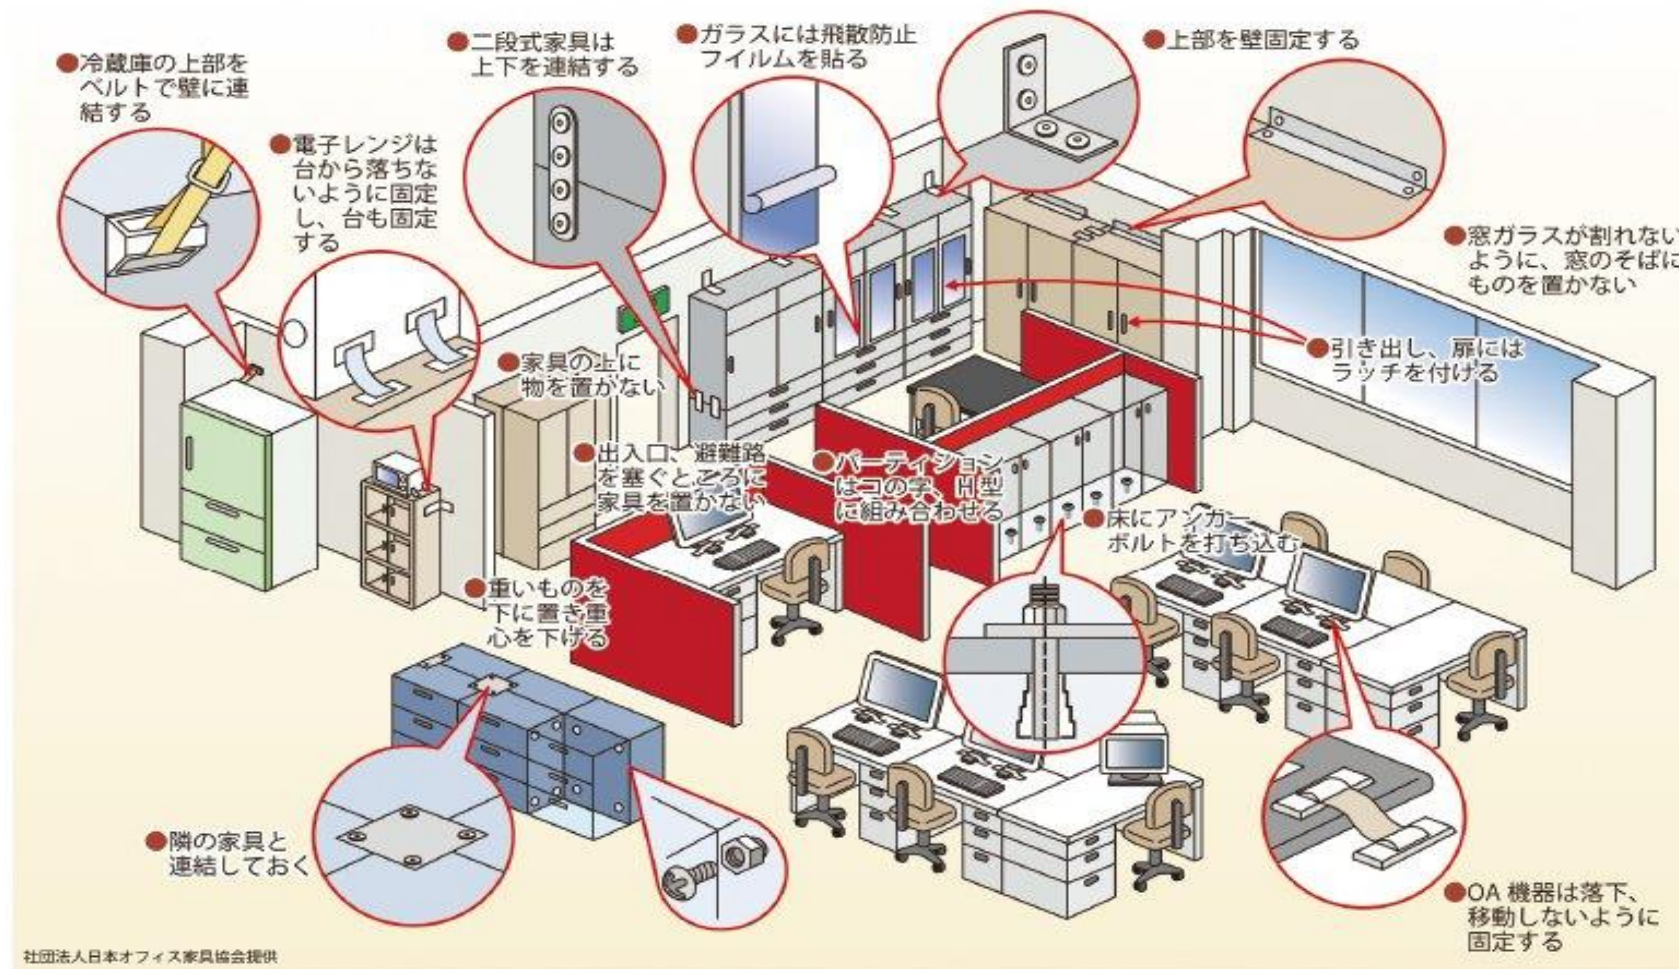 ●冷蔵庫の上部を
ベルトで壁に連
結する
●電子レンジは
台から落ちな
いように固定
し、台も固定
する
●二段式家具は
上下を連結する
●ガラスには飛散防止
フイルムを貼る
●上部を壁固定する
●窓ガラスが割れない
ように、窓のそばに
ものを置かない
●引き出し、扉には
ラッチを付ける
●家具の上に
物を置かない
●出入口、避難路
を塞ぐところに
家具を置かない
●パーティション
はコの字、H型
に組み合わせる
●床にアンカー
ボルトを打ち込む
●重いものを
下に置き重
心を下げる
●隣の家具と
連結しておく
●OA 機器は落下、
移動しないように
固定する
社団法人日本オフィス家具協会提供